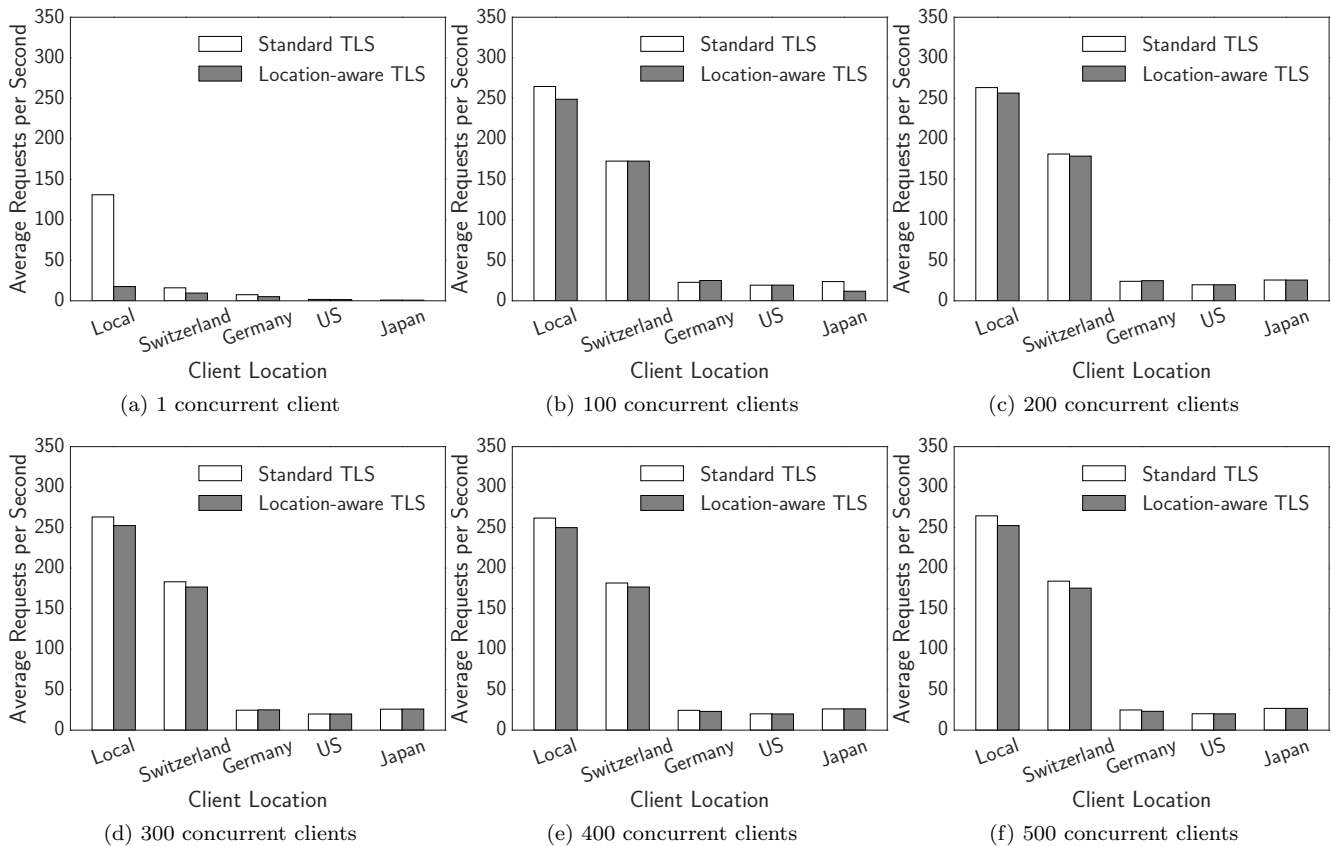 350
300
250
200
150
100
50
0
Average Requests per Second
Standard TLS
Location-aware TLS
Local
Switzerland
Germany
US
Japan
Client Location
(a) 1 concurrent client
350
300
250
200
150
100
50
0
Average Requests per Second
Standard TLS
Location-aware TLS
Local
Switzerland
Germany
US
Japan
Client Location
(b) 100 concurrent clients
350
300
250
200
150
100
50
0
Average Requests per Second
Standard TLS
Location-aware TLS
Local
Switzerland
Germany
US
Japan
Client Location
(c) 200 concurrent clients
350
300
250
200
150
100
50
0
Average Requests per Second
Standard TLS
Location-aware TLS
Local
Switzerland
Germany
US
Japan
Client Location
(d) 300 concurrent clients
350
300
250
200
150
100
50
0
Average Requests per Second
Standard TLS
Location-aware TLS
Local
Switzerland
Germany
US
Japan
Client Location
(e) 400 concurrent clients
350
300
250
200
150
100
50
0
Average Requests per Second
Standard TLS
Location-aware TLS
Local
Switzerland
Germany
US
Japan
Client Location
(f) 500 concurrent clients